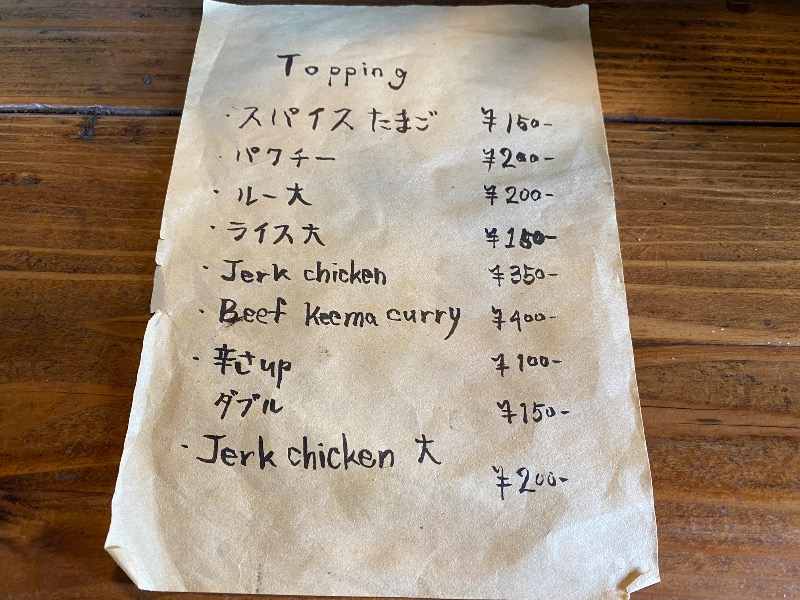 Topping
・スパイスたまご ¥150-
・パクチー ¥200-
・ルー大 ¥200-
・ライス大 ¥150-
・Jerk chicken ¥350-
・Beef keema curry ¥400-
・辛さup ¥100-
ダブル ¥150-
・Jerk chicken 大
¥200-